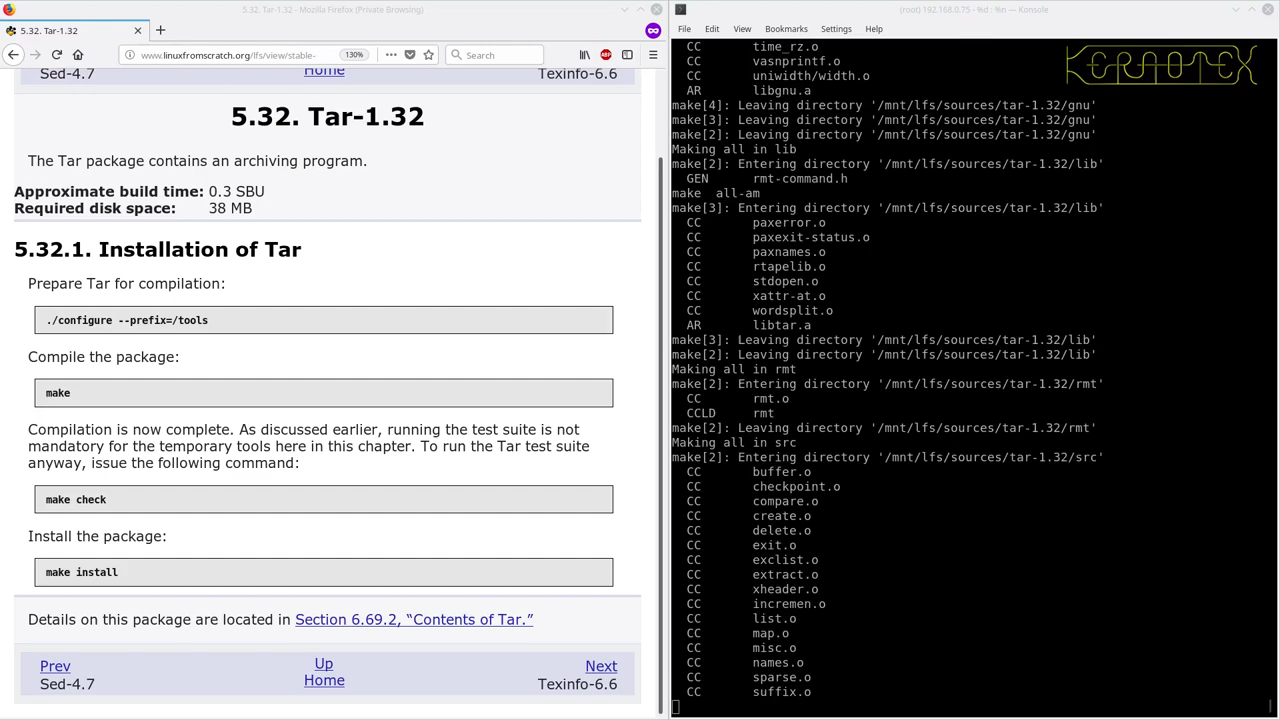 5.32. Tar-1.32 - Mozilla Firefox (Private Browsing)
5.32. Tar-1.32
www.linuxfromscratch.org/lfs/view/stable-
130%
Search
Sed-4.7
Home
Texinfo-6.6
5.32. Tar-1.32
The Tar package contains an archiving program.
Approximate build time: 0.3 SBU
Required disk space: 38 MB
5.32.1. Installation of Tar
Prepare Tar for compilation:
./configure --prefix=/tools
Compile the package:
make
Compilation is now complete. As discussed earlier, running the test suite is not
mandatory for the temporary tools here in this chapter. To run the Tar test suite
anyway, issue the following command:
make check
Install the package:
make install
Details on this package are located in Section 6.69.2, “Contents of Tar.”
Prev
Up
Next
Sed-4.7
Home
Texinfo-6.6
(root) 192.168.0.75 - %d : %n — Konsole
File Edit View Bookmarks Settings Help
KERAOTEX
CC time_rz.o
CC vasnprintf.o
CC uniwidth/width.o
AR libgnu.a
make[4]: Leaving directory '/mnt/lfs/sources/tar-1.32/gnu'
make[3]: Leaving directory '/mnt/lfs/sources/tar-1.32/gnu'
make[2]: Leaving directory '/mnt/lfs/sources/tar-1.32/gnu'
Making all in lib
make[2]: Entering directory '/mnt/lfs/sources/tar-1.32/lib'
GEN rmt-command.h
make all-am
make[3]: Entering directory '/mnt/lfs/sources/tar-1.32/lib'
CC paxerror.o
CC paxexit-status.o
CC paxnames.o
CC rtapelib.o
CC stdopen.o
CC xattr-at.o
CC wordsplit.o
AR libtar.a
make[3]: Leaving directory '/mnt/lfs/sources/tar-1.32/lib'
make[2]: Leaving directory '/mnt/lfs/sources/tar-1.32/lib'
Making all in rmt
make[2]: Entering directory '/mnt/lfs/sources/tar-1.32/rmt'
CC rmt.o
CCLD rmt
make[2]: Leaving directory '/mnt/lfs/sources/tar-1.32/rmt'
Making all in src
make[2]: Entering directory '/mnt/lfs/sources/tar-1.32/src'
CC buffer.o
CC checkpoint.o
CC compare.o
CC create.o
CC delete.o
CC exit.o
CC exclist.o
CC extract.o
CC xheader.o
CC incremen.o
CC list.o
CC map.o
CC misc.o
CC names.o
CC sparse.o
CC suffix.o